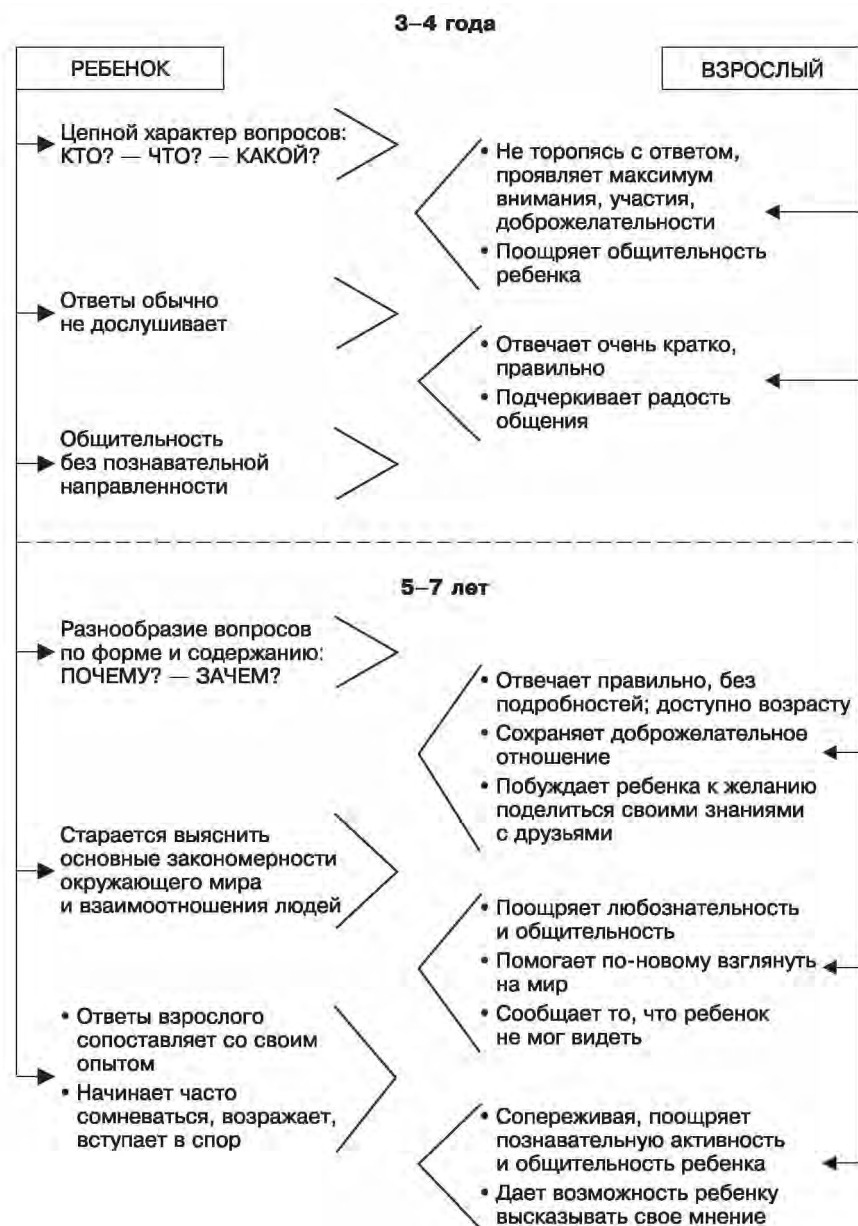 3–4 года
РЕБЕНОК
ВЗРОСЛЫЙ
Цепной характер вопросов:
КТО? — ЧТО? — КАКОЙ?
• Не торопясь с ответом,
проявляет максимум
внимания, участия,
доброжелательности
• Поощряет общительность
ребенка
Ответы обычно
не дослушивает
• Отвечает очень кратко,
правильно
• Подчеркивает радость
общения
Общительность
без познавательной
направленности
5–7 лет
Разнообразие вопросов
по форме и содержанию:
ПОЧЕМУ? — ЗАЧЕМ?
• Отвечает правильно, без
подробностей; доступно возрасту
• Сохраняет доброжелательное
отношение
• Побуждает ребенка к желанию
поделиться своими знаниями
с друзьями
Старается выяснить
основные закономерности
окружающего мира
и взаимоотношения людей
• Поощряет любознательность
и общительность
• Помогает по-новому взглянуть
на мир
• Сообщает то, что ребенок
не мог видеть
• Ответы взрослого
сопоставляет со своим
опытом
• Начинает часто
сомневаться, возражает,
вступает в спор
• Сопереживая, поощряет
познавательную активность
и общительность ребенка
• Дает возможность ребенку
высказывать свое мнение